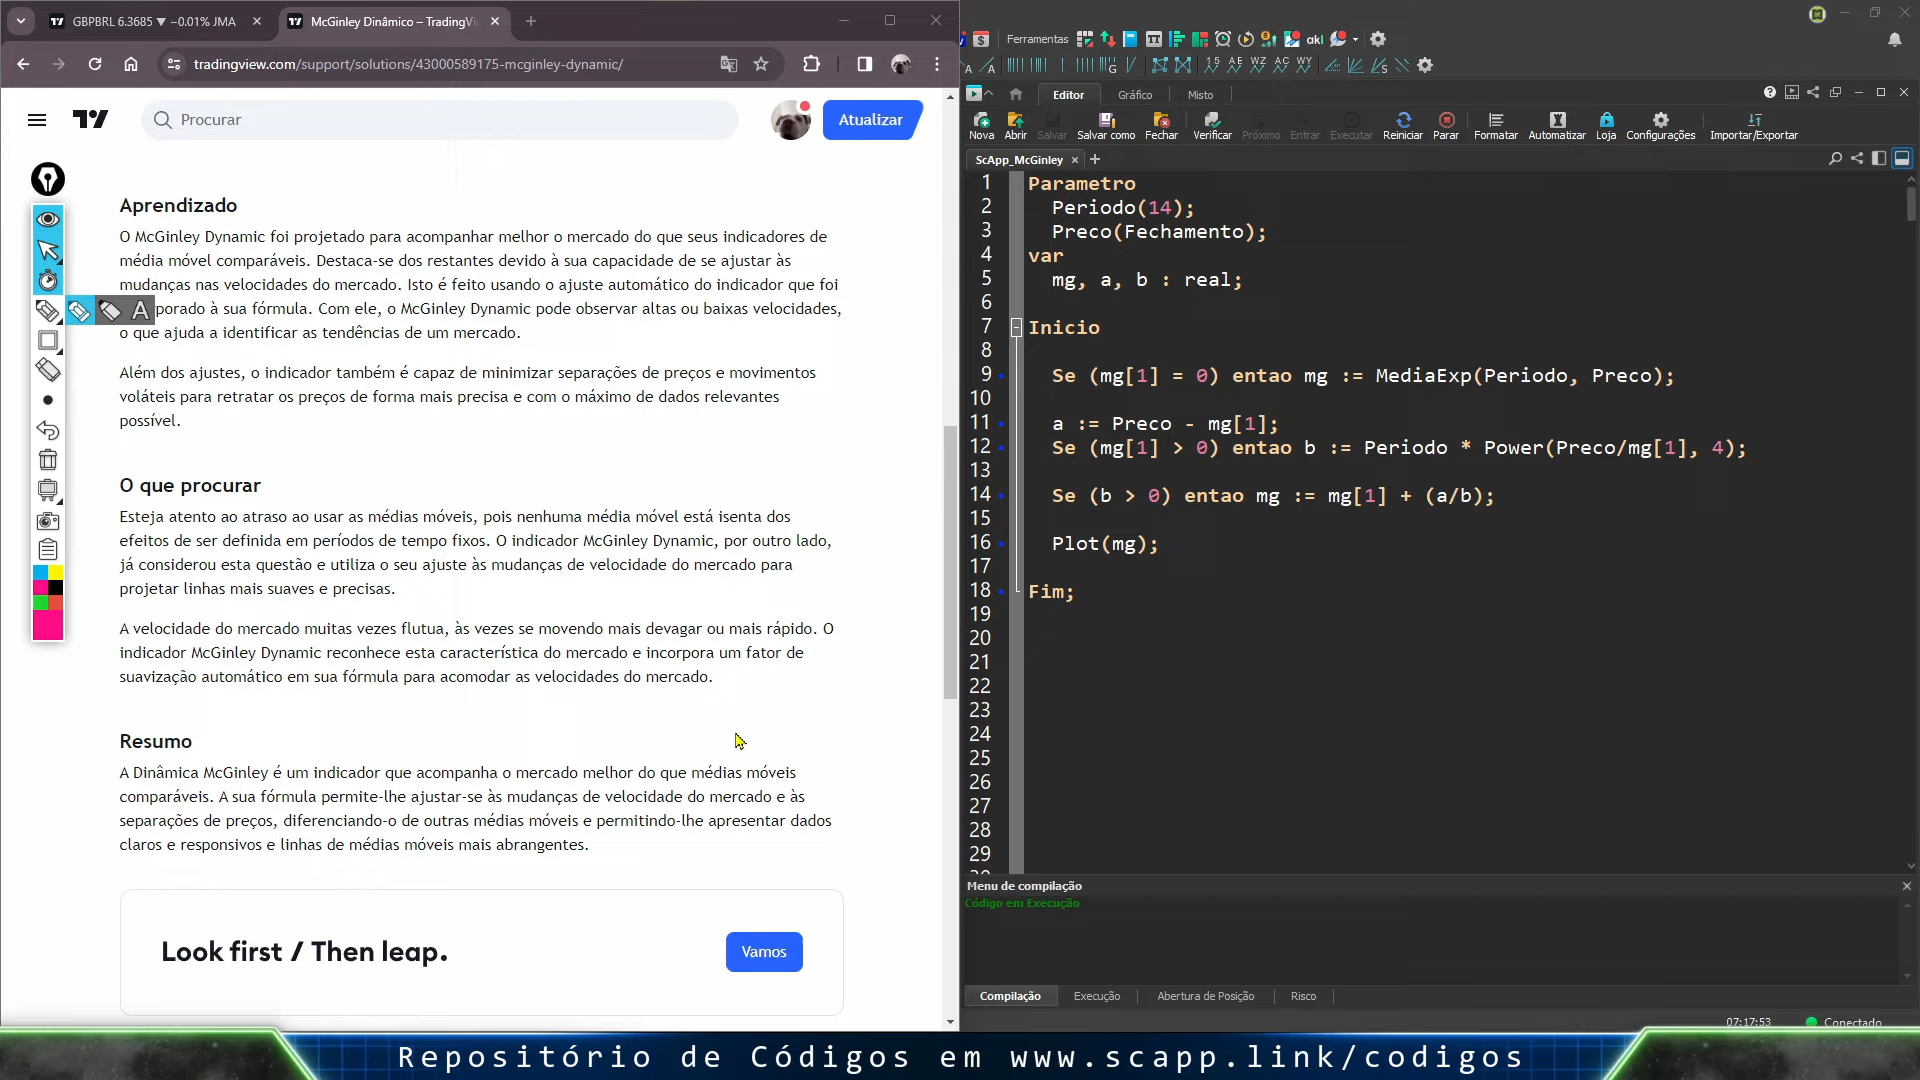 GBPBRL 6.3685 ▼ −0.01% JMA
McGinley Dinâmico – TradingVi
tradingview.com/support/solutions/43000589175-mcginley-dynamic/
Procurar
Atualizar
Aprendizado
O McGinley Dynamic foi projetado para acompanhar melhor o mercado do que seus indicadores de
média móvel comparáveis. Destaca-se dos restantes devido à sua capacidade de se ajustar às
mudanças nas velocidades do mercado. Isto é feito usando o ajuste automático do indicador que foi
porado à sua fórmula. Com ele, o McGinley Dynamic pode observar altas ou baixas velocidades,
o que ajuda a identificar as tendências de um mercado.
Além dos ajustes, o indicador também é capaz de minimizar separações de preços e movimentos
voláteis para retratar os preços de forma mais precisa e com o máximo de dados relevantes
possível.
O que procurar
Esteja atento ao atraso ao usar as médias móveis, pois nenhuma média móvel está isenta dos
efeitos de ser definida em períodos de tempo fixos. O indicador McGinley Dynamic, por outro lado,
já considerou esta questão e utiliza o seu ajuste às mudanças de velocidade do mercado para
projetar linhas mais suaves e precisas.
A velocidade do mercado muitas vezes flutua, às vezes se movendo mais devagar ou mais rápido. O
indicador McGinley Dynamic reconhece esta característica do mercado e incorpora um fator de
suavização automático em sua fórmula para acomodar as velocidades do mercado.
Resumo
A Dinâmica McGinley é um indicador que acompanha o mercado melhor do que médias móveis
comparáveis. A sua fórmula permite-lhe ajustar-se às mudanças de velocidade do mercado e às
separações de preços, diferenciando-o de outras médias móveis e permitindo-lhe apresentar dados
claros e responsivos e linhas de médias móveis mais abrangentes.
Look first / Then leap.
Vamos
Ferramentas
Editor Gráfico Misto
Nova Abrir Salvar Salvar como Fechar Verificar Próximo Entrar Executar Reiniciar Parar Formatar Automatizar Loja Configurações Importar/Exportar
ScApp_McGinley
1 Parametro
2 Periodo(14);
3 Preco(Fechamento);
4 var
5 mg, a, b : real;
6
7 Inicio
8
9 Se (mg[1] = 0) entao mg := MediaExp(Periodo, Preco);
10
11 a := Preco - mg[1];
12 Se (mg[1] > 0) entao b := Periodo * Power(Preco/mg[1], 4);
13
14 Se (b > 0) entao mg := mg[1] + (a/b);
15
16 Plot(mg);
17
18 Fim;
19
20
21
22
23
24
25
26
27
28
29
Menu de compilação
Código em Execução
Compilação Execução Abertura de Posição Risco
07:17:53 Conectado
Repositório de Códigos em www.scapp.link/codigos